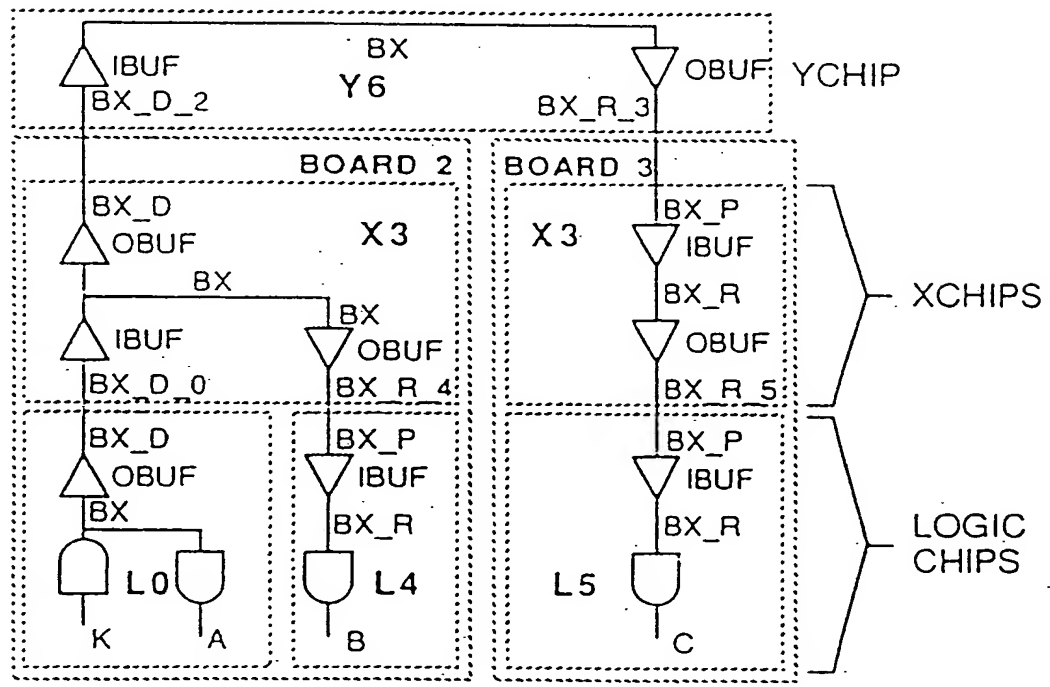 BX
IBUF
OBUF
YCHIP
Y6
BX_D_2
BX_R_3
BOARD 2
BOARD 3
BX_D
X3
OBUF
BX
BX
IBUF
OBUF
BX_D_0
BX_R_4
X3
BX_P
IBUF
BX_R
OBUF
BX_R_5
XCHIPS
BX_D
OBUF
BX
L0
K
A
BX_P
IBUF
BX_R
L4
B
BX_P
IBUF
BX_R
L5
C
LOGIC
CHIPS